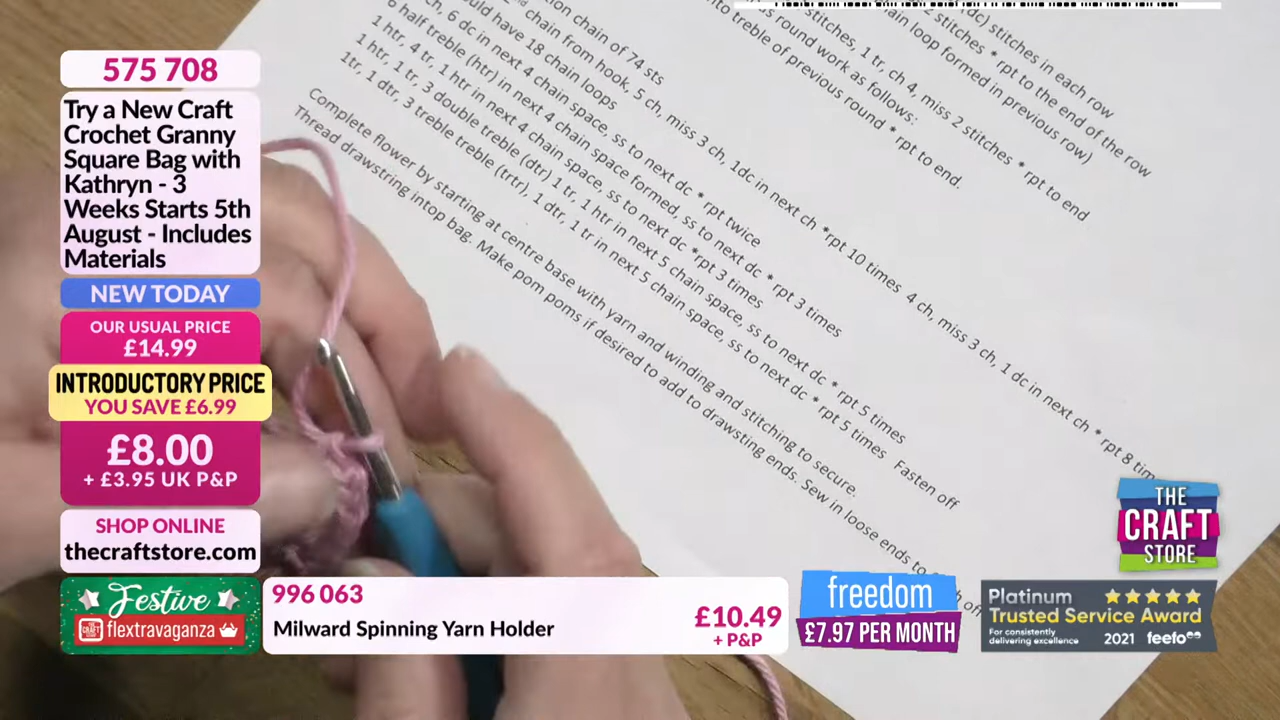 575 708
Try a New Craft
Crochet Granny
Square Bag with
Kathryn - 3
Weeks Starts 5th
August - Includes
Materials
NEW TODAY
OUR USUAL PRICE
£14.99
INTRODUCTORY PRICE
YOU SAVE £6.99
£8.00
+ £3.95 UK P&P
SHOP ONLINE
thecraftstore.com
(dc) stitches in each row
2 stitches * rpt to the end of the row
chain loop formed in previous row)
stitches, 1 tr, ch 4, miss 2 stitches * rpt to end
round work as follows:
into treble of previous round * rpt to end.
chain of 74 sts
chain from hook, 5 ch, miss 3 ch, 1dc in next ch *rpt 10 times 4 ch, miss 3 ch, 1 dc in next ch * rpt 8
have 18 chain loops
ch, 6 dc in next 4 chain space, ss to next dc * rpt twice
half treble (htr) in next 4 chain space formed, ss to next dc * rpt 3 times
1 htr, 4 tr, 1 htr in next 4 chain space, ss to next dc *rpt 3 times
1 htr, 1 tr, 3 double treble (dtr) 1 tr, 1 htr in next 5 chain space, ss to next dc * rpt 5 times
1tr, 1 dtr, 3 treble treble (trtr), 1 dtr, 1 tr in next 5 chain space, ss to next dc * rpt 5 times Fasten off
Complete flower by starting at centre base with yarn and winding and stitching to secure.
Thread drawstring intop bag. Make pom poms if desired to add to drawsting ends. Sew in loose ends to
THE
CRAFT
STORE
Festive
THE CRAFT STORE flextravaganza
996 063
Milward Spinning Yarn Holder
£10.49
+ P&P
freedom
£7.97 PER MONTH
Platinum
Trusted Service Award
For consistently
delivering excellence
2021 feefo